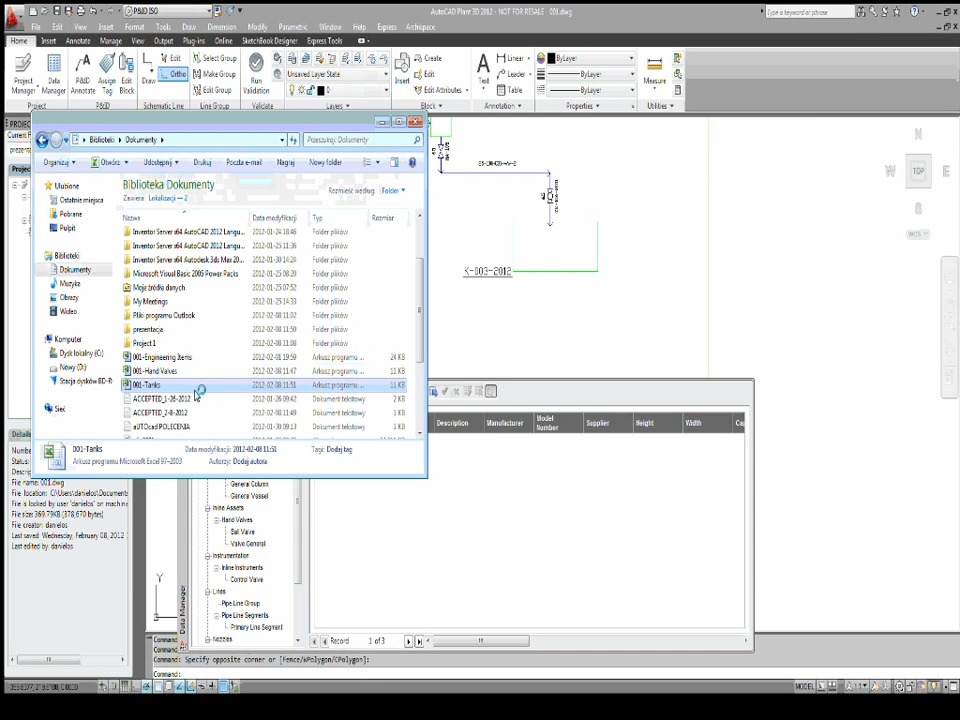 P&ID ISO
AutoCAD Plant 3D 2012 - NOT FOR RESALE 001.dwg
Type a keyword or phrase
File Edit View Insert Format Tools Draw Dimension Modify Parametric Window Help Express Archispace
Home Insert Annotate Manage View Output Plug-ins Online SketchBook Designer Express Tools
Project Manager
Data Manager
P&ID Annotate
Assign Tag
Edit Block
Draw
Edit
Ortho
Select Group
Make Group
Edit Group
Run Validation
Unsaved Layer State
0
Insert
Create
Edit
Edit Attributes
Text
Linear
Leader
Table
ByLayer
ByLayer
ByLayer
Measure
Project P&ID Schematic Line Line Group Validate Layers Block Annotation Properties Utilities
Biblioteki Dokumenty
Przeszukaj: Dokumenty
Organizuj Otwórz Udostępnij Drukuj Poczta e-mail Nagraj Nowy folder
Biblioteka Dokumenty
Zawiera: Lokalizacji — 2
Rozmieść według: Folder
Nazwa Data modyfikacji Typ Rozmiar
Ulubione
Ostatnie miejsca
Pobrane
Pulpit
Biblioteki
Dokumenty
Muzyka
Obrazy
Wideo
Komputer
Dysk lokalny (C:)
Nowy (D:)
Stacja dysków BD-R
Sieć
Inventor Server x64 AutoCAD 2012 Langu... 2012-01-24 18:46 Folder plików
Inventor Server x64 AutoCAD 2012 Langu... 2012-01-25 11:36 Folder plików
Inventor Server x64 Autodesk 3ds Max 20... 2012-01-30 14:24 Folder plików
Microsoft Visual Basic 2005 Power Packs 2012-01-25 08:20 Folder plików
Moje źródła danych 2012-01-25 07:52 Folder plików
My Meetings 2012-01-25 14:33 Folder plików
Pliki programu Outlook 2012-02-08 11:08 Folder plików
prezentacja 2012-02-08 11:50 Folder plików
Project 1 2012-02-08 11:29 Folder plików
001-Engineering Items 2012-02-01 19:59 Arkusz programu ... 24 KB
001-Hand Valves 2012-02-08 11:47 Arkusz programu ... 11 KB
001-Tanks 2012-02-08 11:51 Arkusz programu ... 11 KB
ACCEPTED_1-26-2012 2012-01-26 09:42 Dokument tekstowy 2 KB
ACCEPTED_2-8-2012 2012-02-08 11:49 Dokument tekstowy 1 KB
aUTOcad POLECENIA 2012-01-30 09:13 Dokument tekstowy 1 KB
001-Tanks Data modyfikacji: 2012-02-08 11:51 Tagi: Dodaj tag
Arkusz programu Microsoft Excel 97–2003 Autorzy: Dodaj autora
K-003-2012
N
W
TOP
E
S
WCS
Description Manufacturer Model Number Supplier Height Width
General Column
General Vessel
Inline Assets
Hand Valves
Ball Valve
Valve General
Instrumentation
Inline Instruments
Control Valve
Lines
Pipe Line Group
Pipe Line Segments
Primary Line Segment
Nozzles
Data Manager
Record 1 of 3
File name: 001.dwg
File location: C:\Users\danielos\Documents
File is locked by user 'danielos' on machine
File size: 369.79KB (378,670 bytes)
File creator: danielos
Last saved: Wednesday, February 08, 2012
Last edited by: danielos
Y
Command:
Command:
Command: Specify opposite corner or [Fence/WPolygon/CPolygon]:
Command:
MODEL